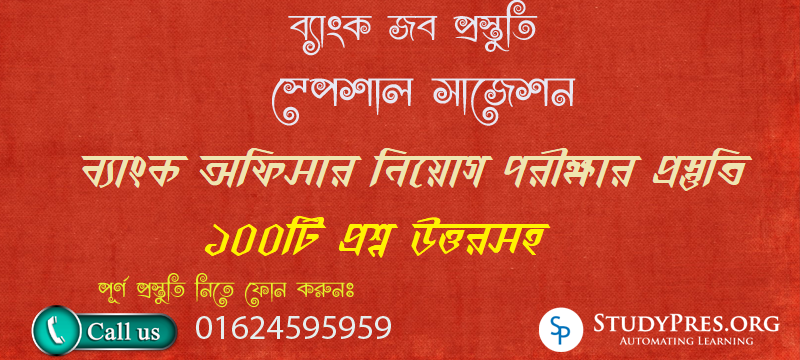 ব্যাংক জব প্রস্তুতি
স্পেশাল সাজেশন
ব্যাংক অফিসার নিয়োগ পরীক্ষার প্রস্তুতি
১০০টি প্রশ্ন উত্তরসহ
পূর্ণ প্রস্তুতি নিতে ফোন করুনঃ
Call us 01624595959
SP STUDYPRES.ORG
AUTOMATING LEARNING